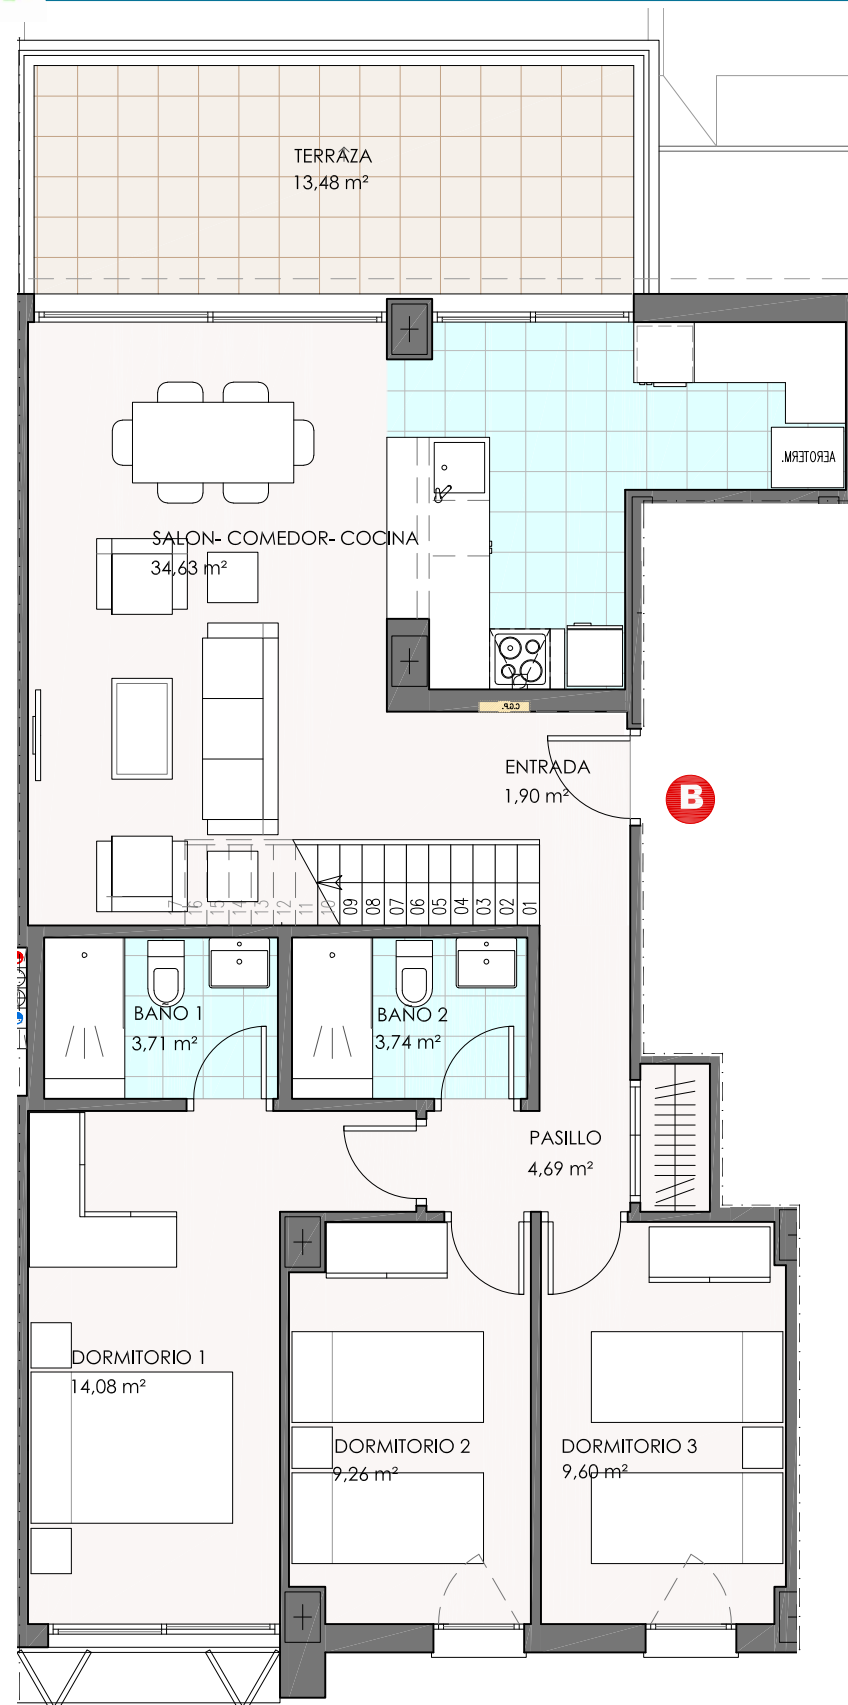 TERRAZA
13,48 m²
AEROTERM.
SALON- COMEDOR- COCINA
34,63 m²
C.G.P.
ENTRADA
1,90 m²
B
17 16 15 14 13 12 11 10 09 08 07 06 05 04 03 02 01
BAÑO 1
3,71 m²
BAÑO 2
3,74 m²
PASILLO
4,69 m²
DORMITORIO 1
14,08 m²
DORMITORIO 2
9,26 m²
DORMITORIO 3
9,60 m²